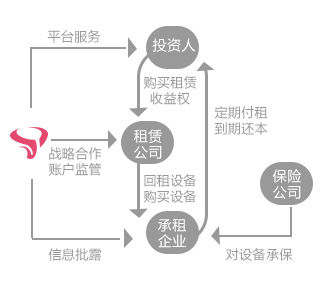 平台服务
投资人
购买租赁
收益权
定期付租
到期还本
租赁
公司
战略合作
账户监管
回租设备
购买设备
保险
公司
承租
企业
信息批露
对设备承保